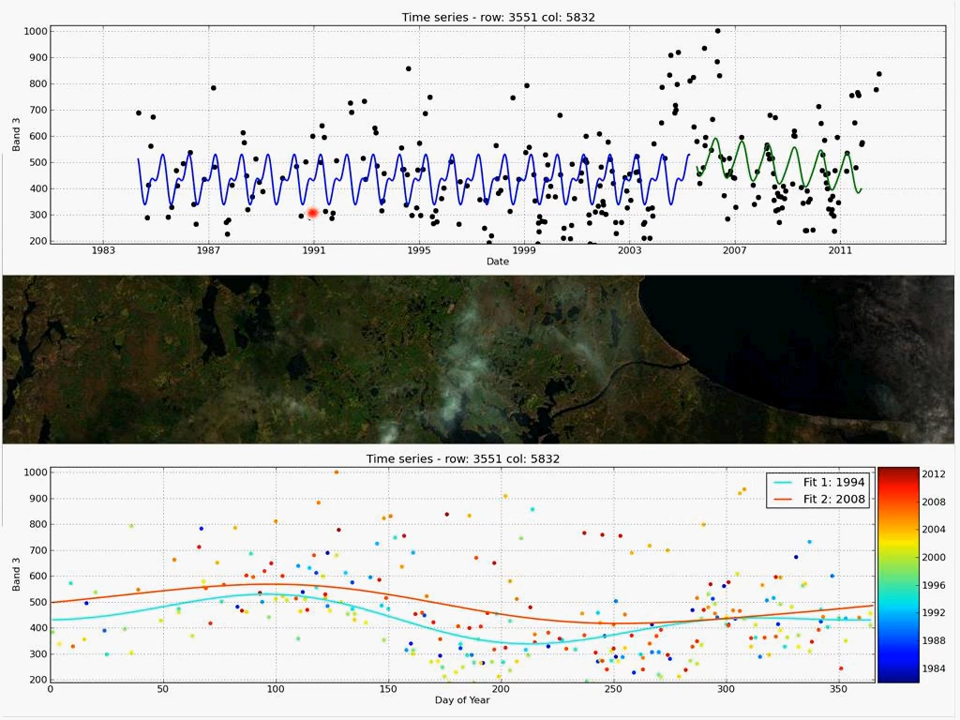 Time series - row: 3551 col: 5832
1000
900
800
700
600
500
400
300
200
Band 3
1983 1987 1991 1995 1999 2003 2007 2011
Date
Time series - row: 3551 col: 5832
1000
900
800
700
600
500
400
300
200
Band 3
0 50 100 150 200 250 300 350
Day of Year
Fit 1: 1994
Fit 2: 2008
2012
2008
2004
2000
1996
1992
1988
1984